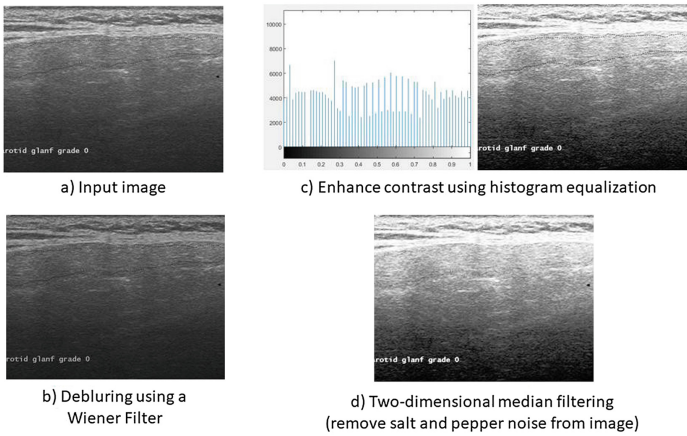 rotid glanf grade 0
a) Input image
10000
8000
6000
4000
2000
0
0 0.1 0.2 0.3 0.4 0.5 0.6 0.7 0.8 0.9 1
rotid glanf grade 0
c) Enhance contrast using histogram equalization
rotid glanf grade 0
b) Debluring using a
Wiener Filter
rotid glanf grade 0
d) Two-dimensional median filtering
(remove salt and pepper noise from image)